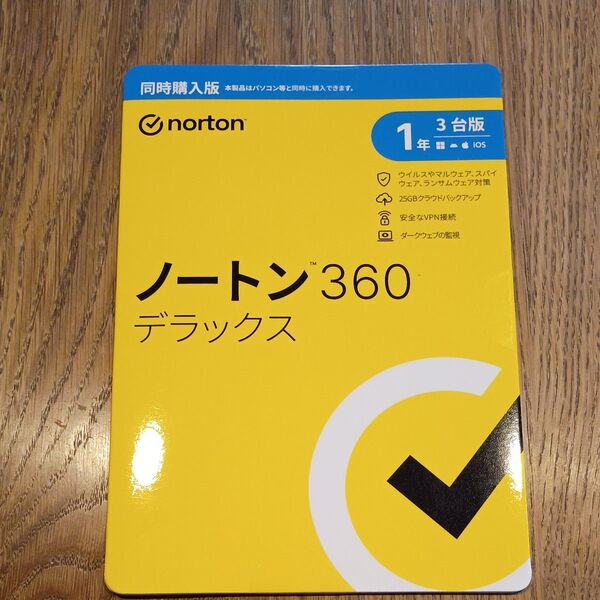 同時購入版 本製品はパソコン等と同時に購入できます。
norton™
1年 3台版
iOS
ウイルスやマルウェア、スパイ
ウェア、ランサムウェア対策
25GBクラウドバックアップ
安全なVPN接続
ダークウェブの監視
ノートン™ 360
デラックス